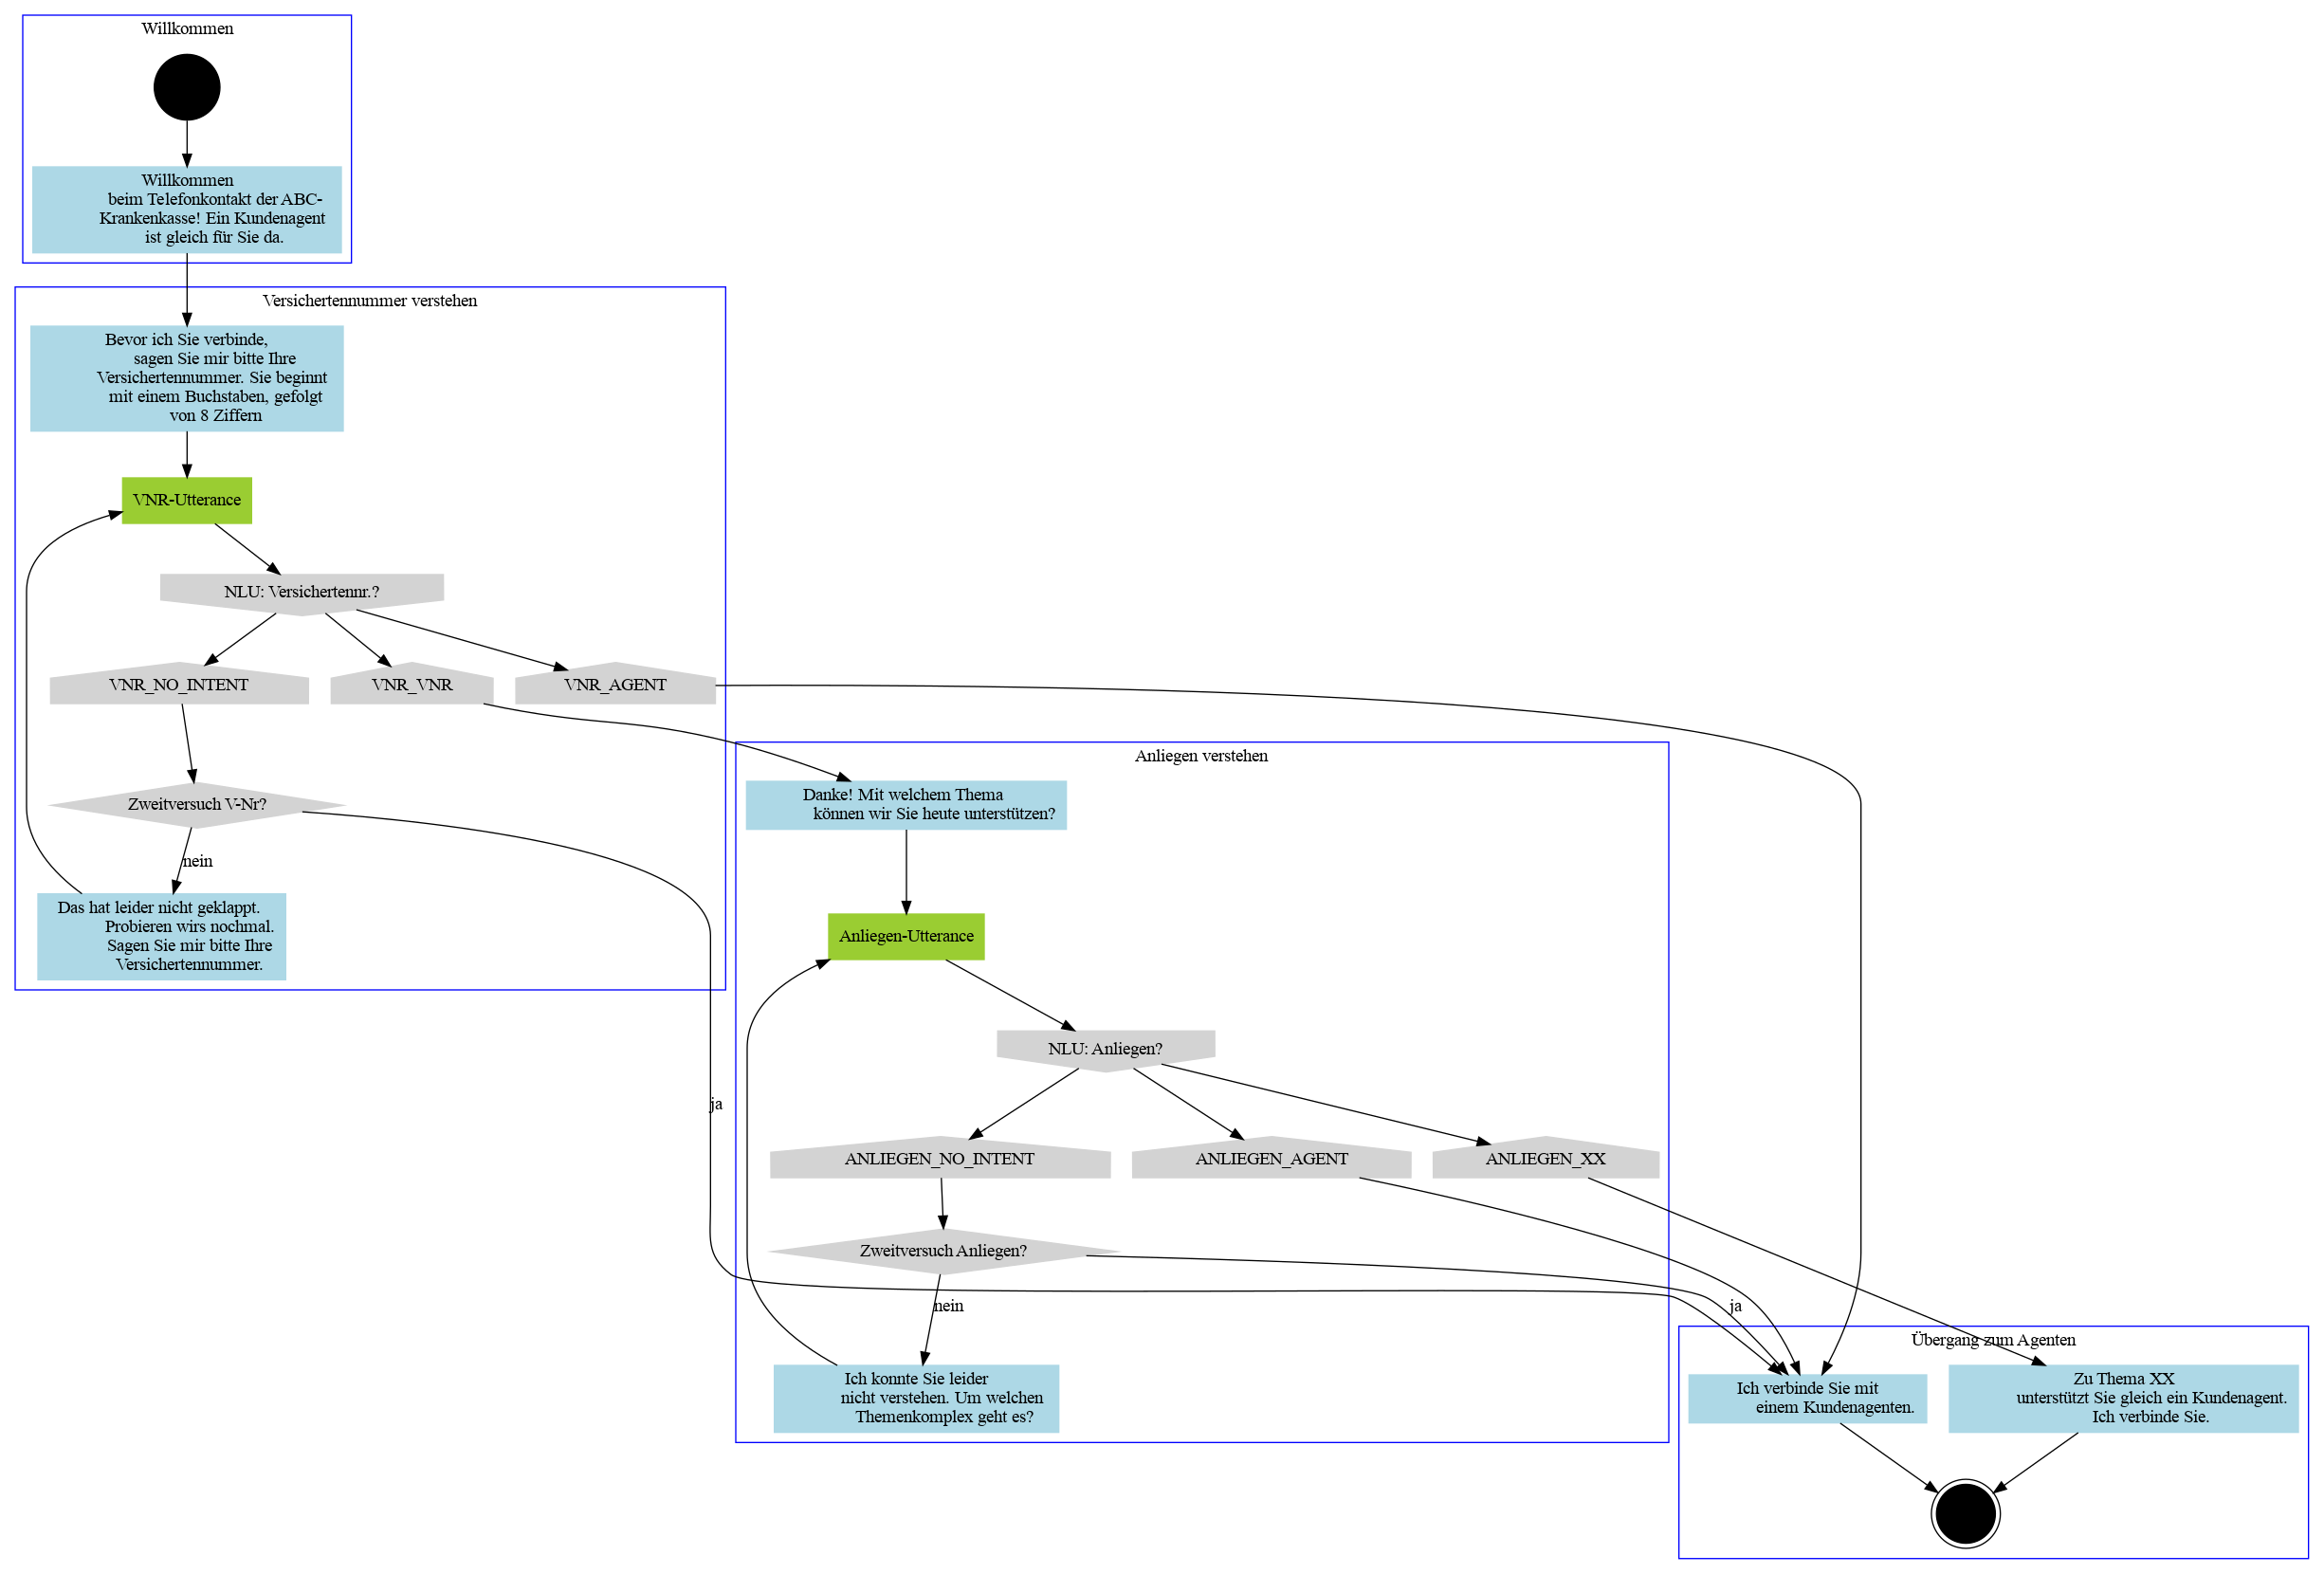 Willkommen
Willkommen
beim Telefonkontakt der ABC-
Krankenkasse! Ein Kundenagent
ist gleich für Sie da.
Versichertennummer verstehen
Bevor ich Sie verbinde,
sagen Sie mir bitte Ihre
Versichertennummer. Sie beginnt
mit einem Buchstaben, gefolgt
von 8 Ziffern
VNR-Utterance
NLU: Versichertennr.?
VNR_NO_INTENT
VNR_VNR
VNR_AGENT
Zweitversuch V-Nr?
nein
ja
Das hat leider nicht geklappt.
Probieren wirs nochmal.
Sagen Sie mir bitte Ihre
Versichertennummer.
Anliegen verstehen
Danke! Mit welchem Thema
können wir Sie heute unterstützen?
Anliegen-Utterance
NLU: Anliegen?
ANLIEGEN_NO_INTENT
ANLIEGEN_AGENT
ANLIEGEN_XX
Zweitversuch Anliegen?
nein
ja
Ich konnte Sie leider
nicht verstehen. Um welchen
Themenkomplex geht es?
Übergang zum Agenten
Ich verbinde Sie mit
einem Kundenagenten.
Zu Thema XX
unterstützt Sie gleich ein Kundenagent.
Ich verbinde Sie.